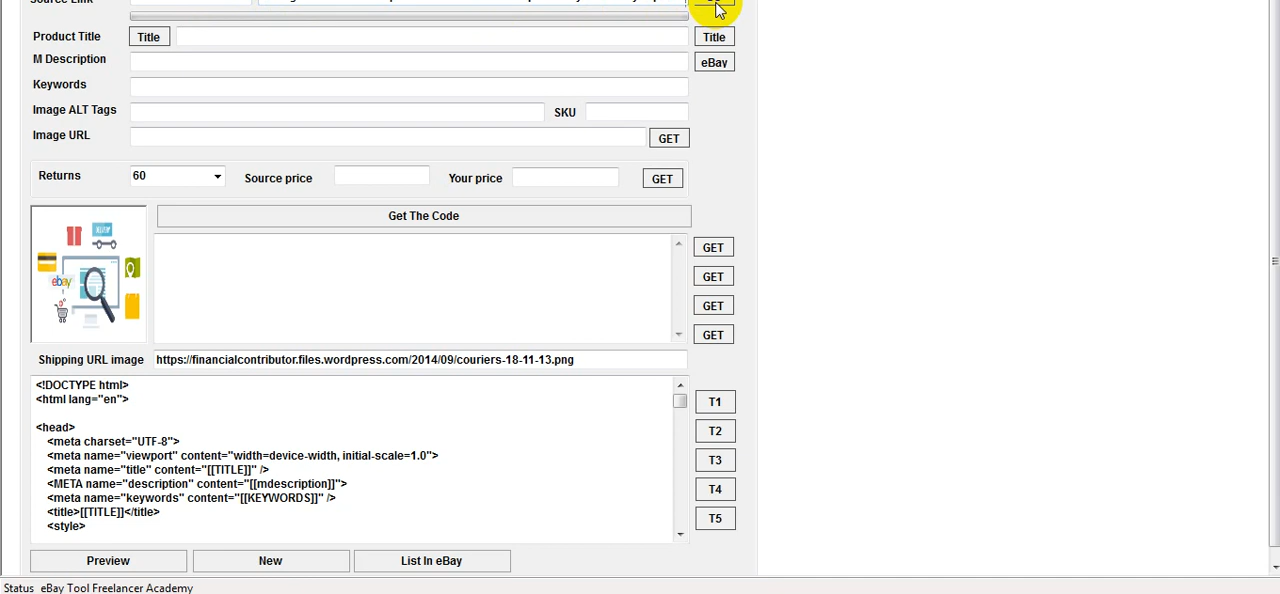 Source Link
Product Title Title Title
M Description eBay
Keywords
Image ALT Tags SKU
Image URL GET
Returns 60 Source price Your price GET
Get The Code
ebay
GET
GET
GET
GET
Shipping URL image https://financialcontributor.files.wordpress.com/2014/09/couriers-18-11-13.png
<!DOCTYPE html>
<html lang="en">
<head>
<meta charset="UTF-8">
<meta name="viewport" content="width=device-width, initial-scale=1.0">
<meta name="title" content="[[TITLE]]" />
<META name="description" content="[[mdescription]]">
<meta name="keywords" content="[[KEYWORDS]]" />
<title>[[TITLE]]</title>
<style>
T1
T2
T3
T4
T5
Preview New List In eBay
Status eBay Tool Freelancer Academy